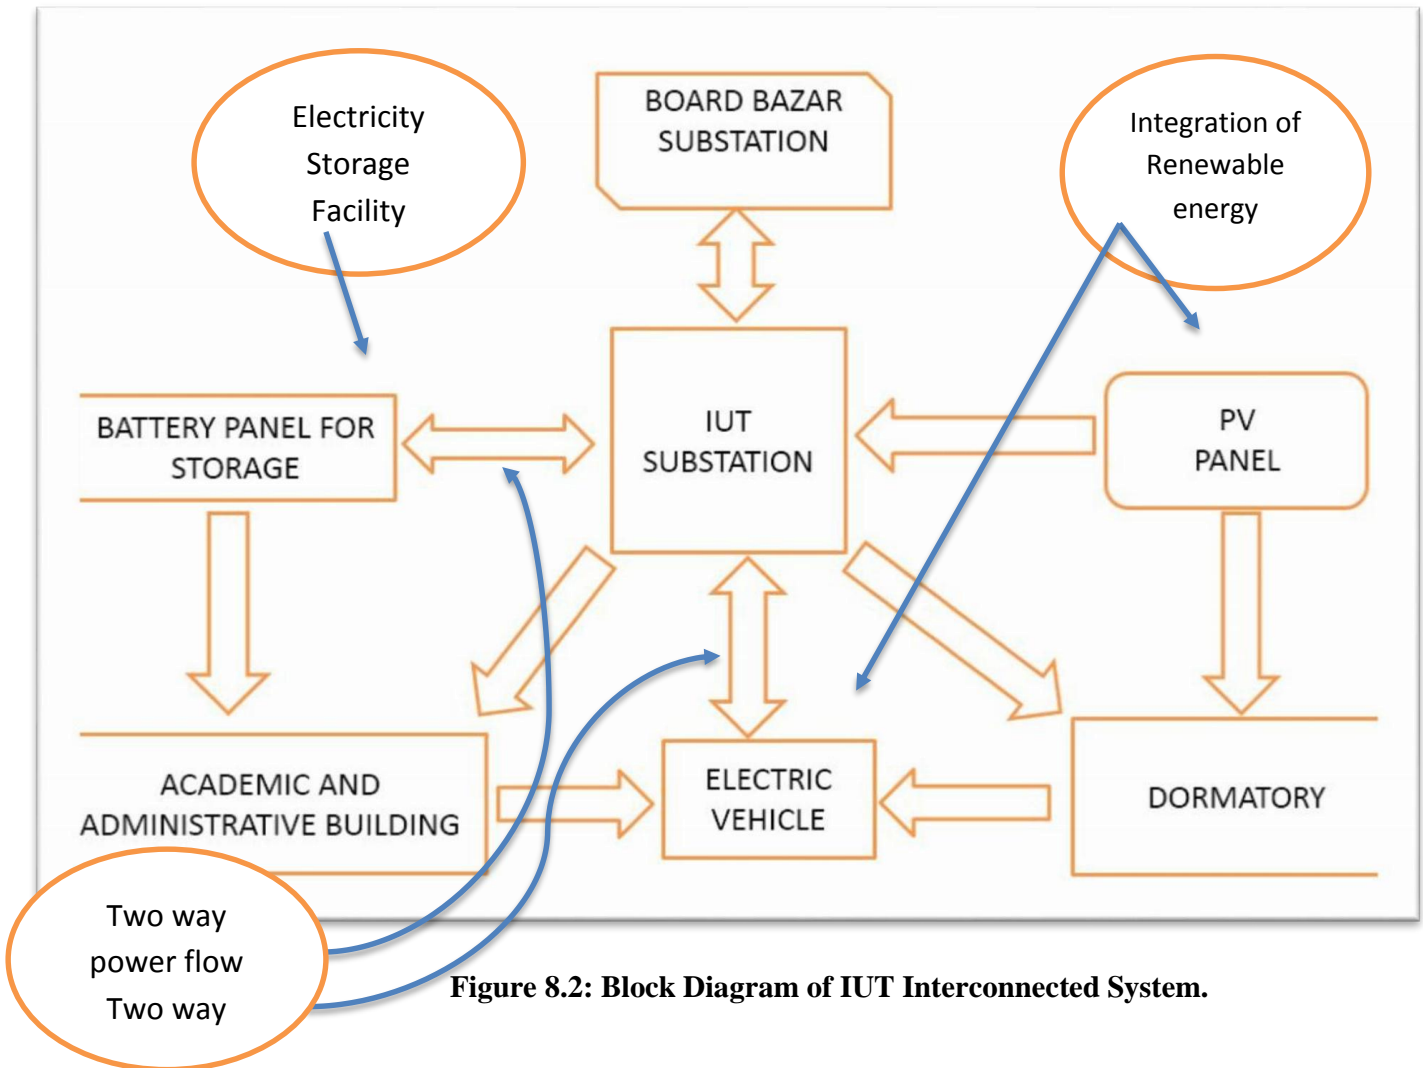 Electricity
Storage
Facility
BOARD BAZAR
SUBSTATION
Integration of
Renewable
energy
BATTERY PANEL FOR
STORAGE
IUT
SUBSTATION
PV
PANEL
ACADEMIC AND
ADMINISTRATIVE BUILDING
ELECTRIC
VEHICLE
DORMATORY
Two way
power flow
Two way
Figure 8.2: Block Diagram of IUT Interconnected System.